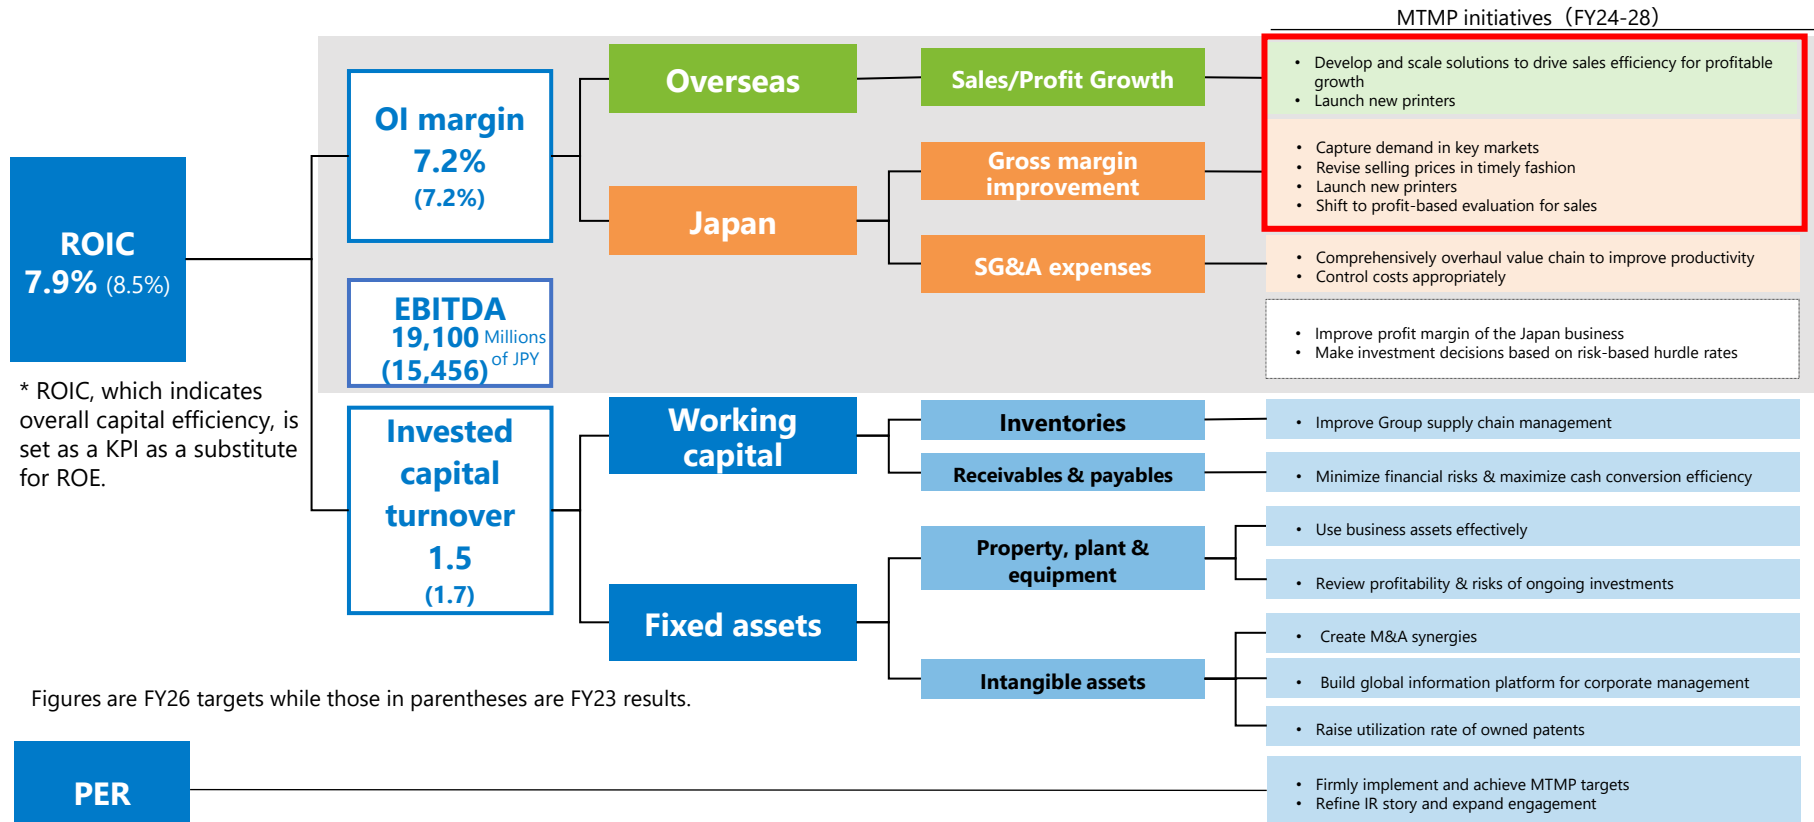 MTMP initiatives（FY24-28）
ROIC
7.9% (8.5%)
* ROIC, which indicates
overall capital efficiency, is
set as a KPI as a substitute
for ROE.
OI margin
7.2%
(7.2%)
EBITDA
19,100 Millions
(15,456) of JPY
Invested
capital
turnover
1.5
(1.7)
Overseas
Japan
Working
capital
Fixed assets
Sales/Profit Growth
Gross margin
improvement
SG&A expenses
Inventories
Receivables & payables
Property, plant &
equipment
Intangible assets
• Develop and scale solutions to drive sales efficiency for profitable
growth
• Launch new printers
• Capture demand in key markets
• Revise selling prices in timely fashion
• Launch new printers
• Shift to profit-based evaluation for sales
• Comprehensively overhaul value chain to improve productivity
• Control costs appropriately
• Improve profit margin of the Japan business
• Make investment decisions based on risk-based hurdle rates
• Improve Group supply chain management
• Minimize financial risks & maximize cash conversion efficiency
• Use business assets effectively
• Review profitability & risks of ongoing investments
• Create M&A synergies
• Build global information platform for corporate management
• Raise utilization rate of owned patents
Figures are FY26 targets while those in parentheses are FY23 results.
PER
• Firmly implement and achieve MTMP targets
• Refine IR story and expand engagement